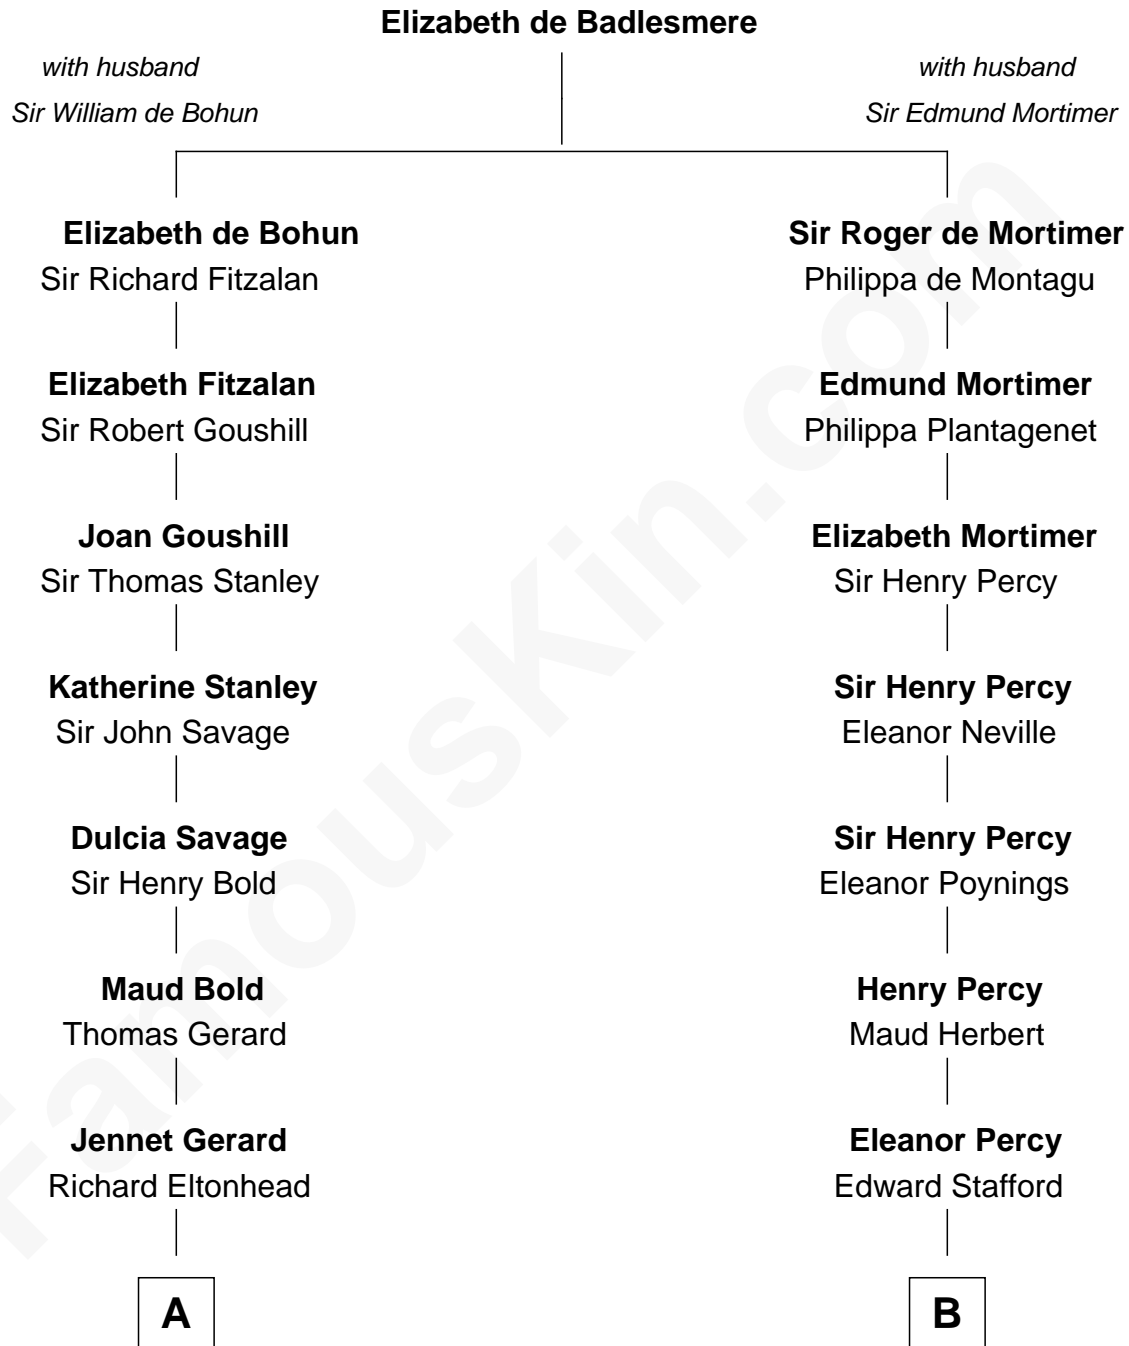 Elizabeth de Badlesmere
with husband
Sir William de Bohun
with husband
Sir Edmund Mortimer
Elizabeth de Bohun
Sir Richard Fitzalan
Sir Roger de Mortimer
Philippa de Montagu
Elizabeth Fitzalan
Sir Robert Goushill
Edmund Mortimer
Philippa Plantagenet
Joan Goushill
Sir Thomas Stanley
Elizabeth Mortimer
Sir Henry Percy
Katherine Stanley
Sir John Savage
Sir Henry Percy
Eleanor Neville
Dulcia Savage
Sir Henry Bold
Sir Henry Percy
Eleanor Poynings
Maud Bold
Thomas Gerard
Henry Percy
Maud Herbert
Jennet Gerard
Richard Eltonhead
Eleanor Percy
Edward Stafford
A
B
FamousKin.com